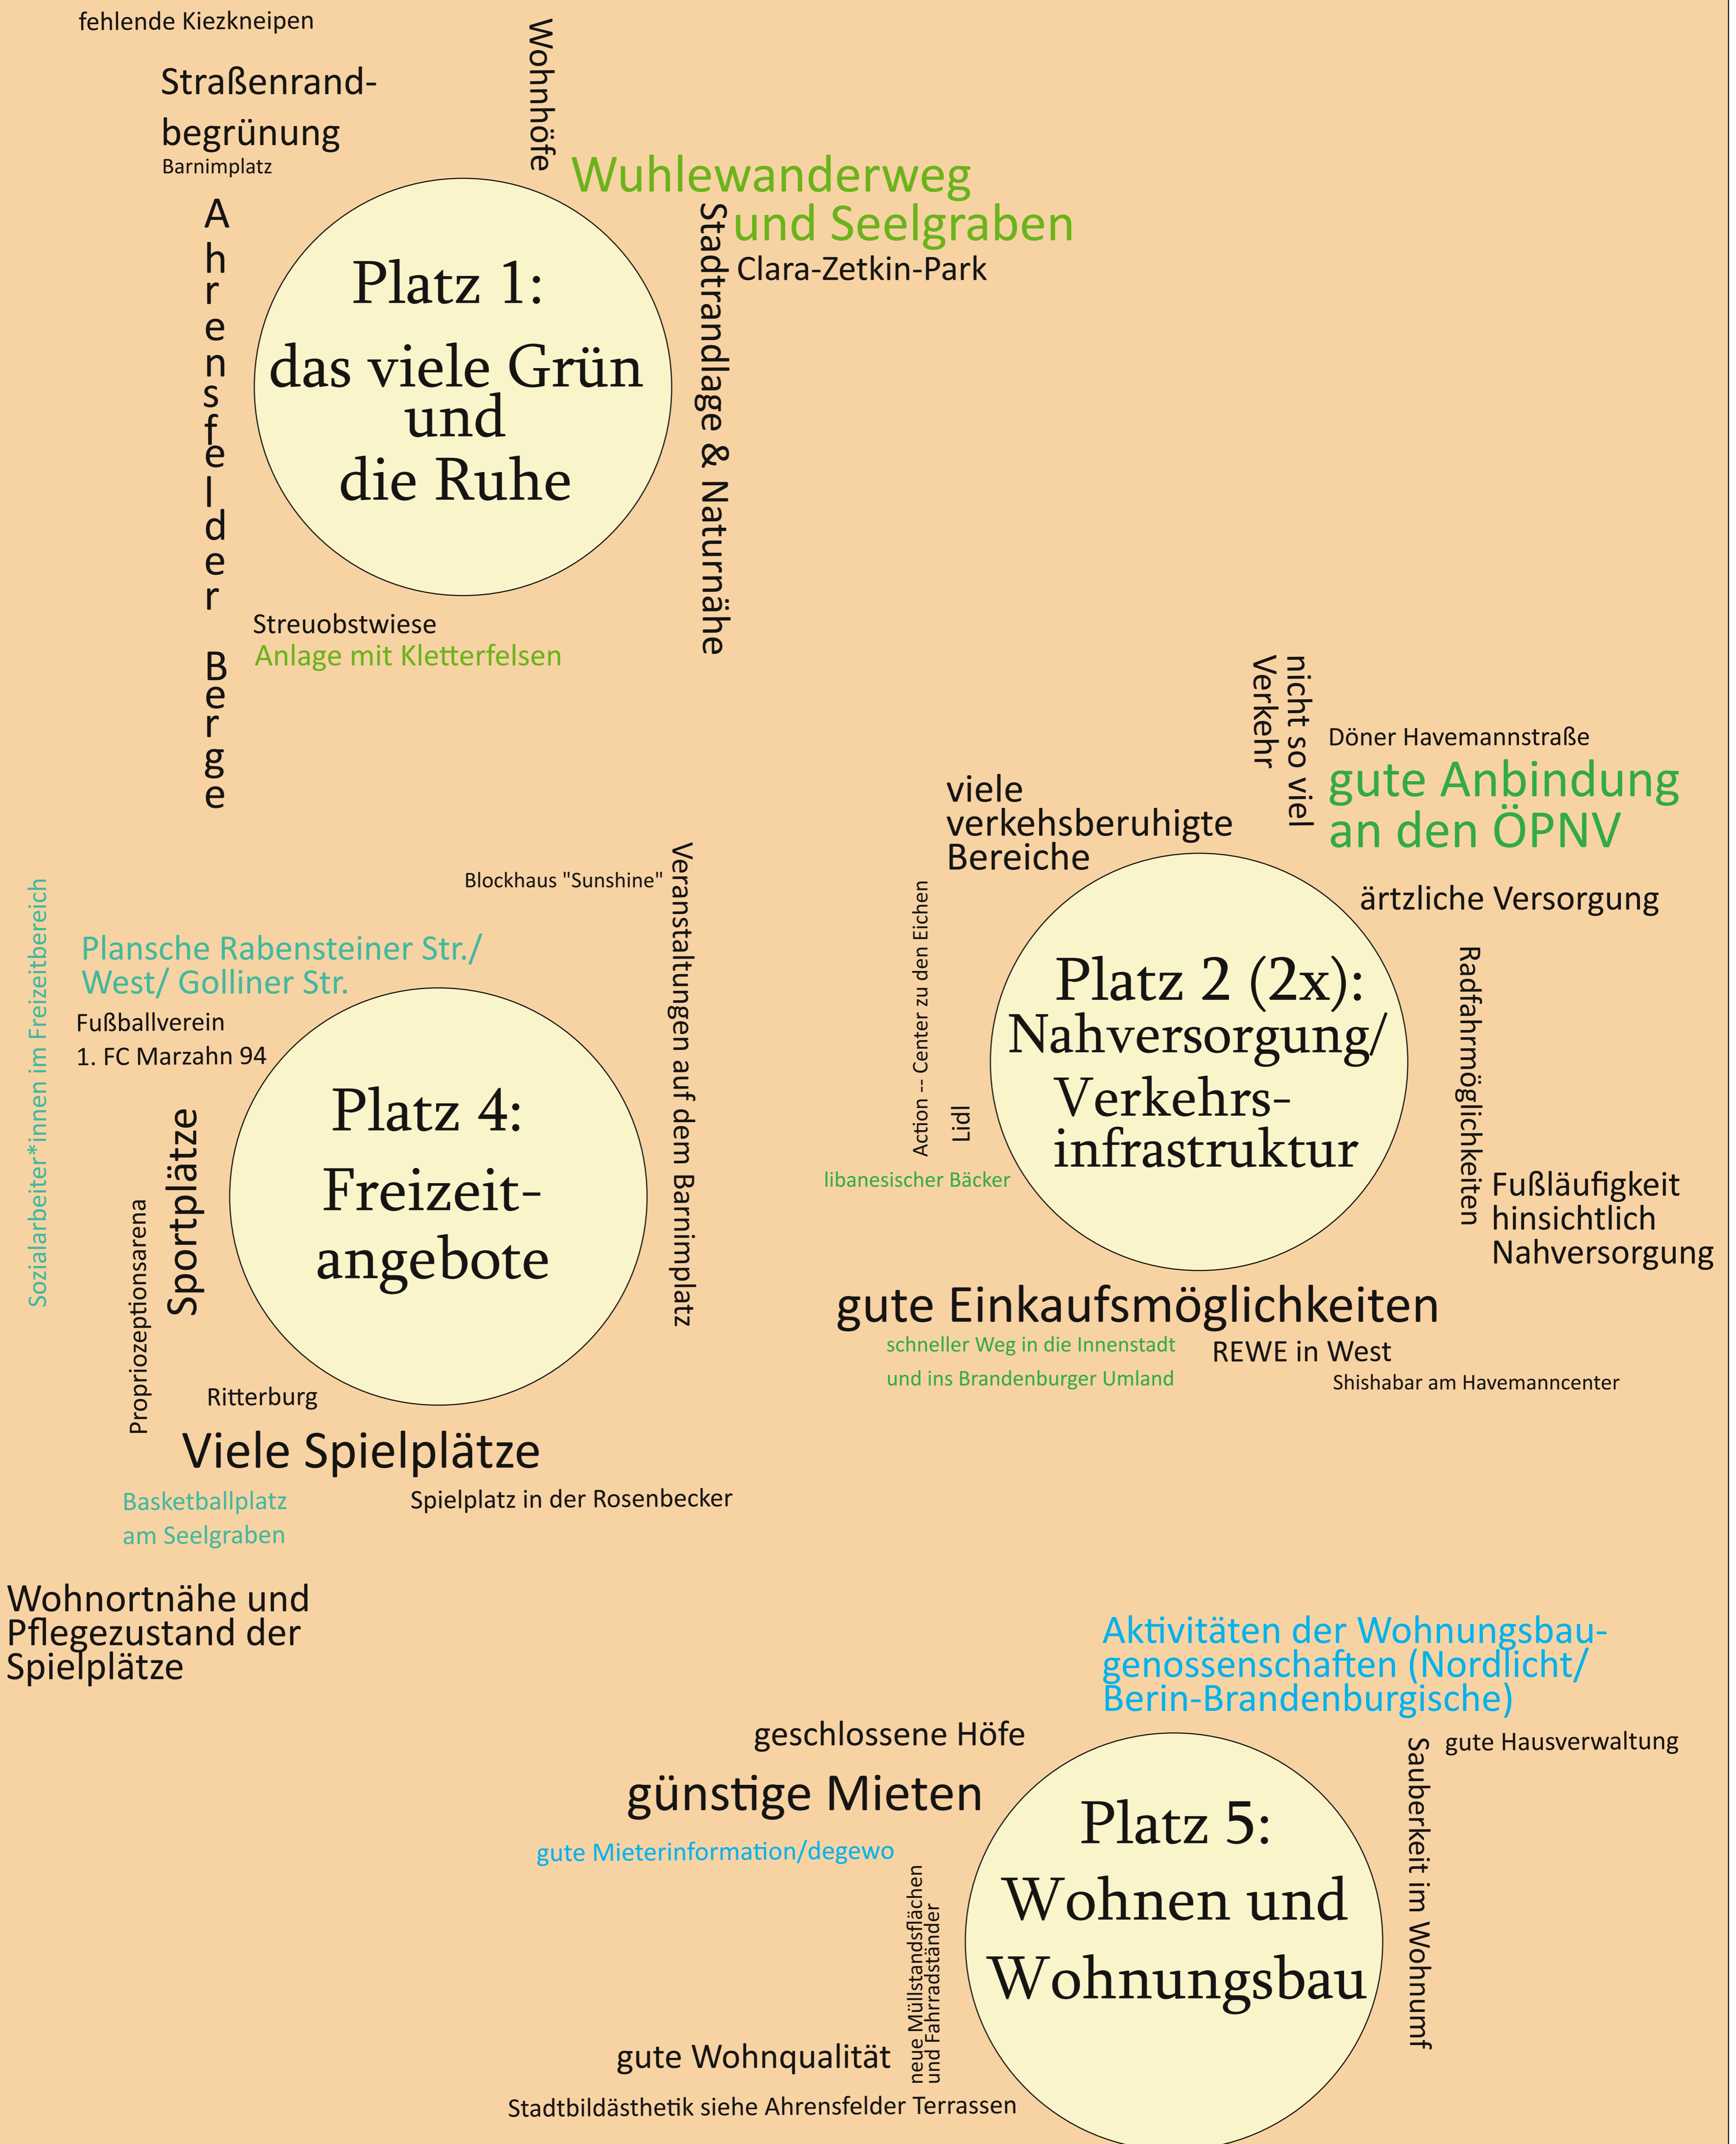 fehlende Kiezkneipen
Straßenrand-
begrünung
Barnimplatz
Wohnhöfe
Wuhlewanderweg
und Seelgraben
Clara-Zetkin-Park
Stadtrandlage & Naturnähe
Ahrensfelder Berge
Platz 1:
das viele Grün
und
die Ruhe
Streuobstwiese
Anlage mit Kletterfelsen
nicht so viel
Verkehr
Döner Havemannstraße
gute Anbindung
an den ÖPNV
viele
verkehsberuhigte
Bereiche
ärtzliche Versorgung
Action -- Center zu den Eichen
Lidl
libanesischer Bäcker
Platz 2 (2x):
Nahversorgung/
Verkehrs-
infrastruktur
Radfahrmöglichkeiten
Fußläufigkeit
hinsichtlich
Nahversorgung
gute Einkaufsmöglichkeiten
schneller Weg in die Innenstadt
und ins Brandenburger Umland
REWE in West
Shishabar am Havemanncenter
Blockhaus "Sunshine"
Veranstaltungen auf dem Barnimplatz
Sozialarbeiter*innen im Freizeitbereich
Plansche Rabensteiner Str./
West/ Golliner Str.
Fußballverein
1. FC Marzahn 94
Sportplätze
Propriozeptionsarena
Platz 4:
Freizeit-
angebote
Ritterburg
Viele Spielplätze
Basketballplatz
am Seelgraben
Spielplatz in der Rosenbecker
Wohnortnähe und
Pflegezustand der
Spielplätze
Aktivitäten der Wohnungsbau-
genossenschaften (Nordlicht/
Berin-Brandenburgische)
geschlossene Höfe
günstige Mieten
gute Mieterinformation/degewo
gute Hausverwaltung
Sauberkeit im Wohnumf
Platz 5:
Wohnen und
Wohnungsbau
neue Müllstandsflächen
und Fahrradständer
gute Wohnqualität
Stadtbildästhetik siehe Ahrensfelder Terrassen